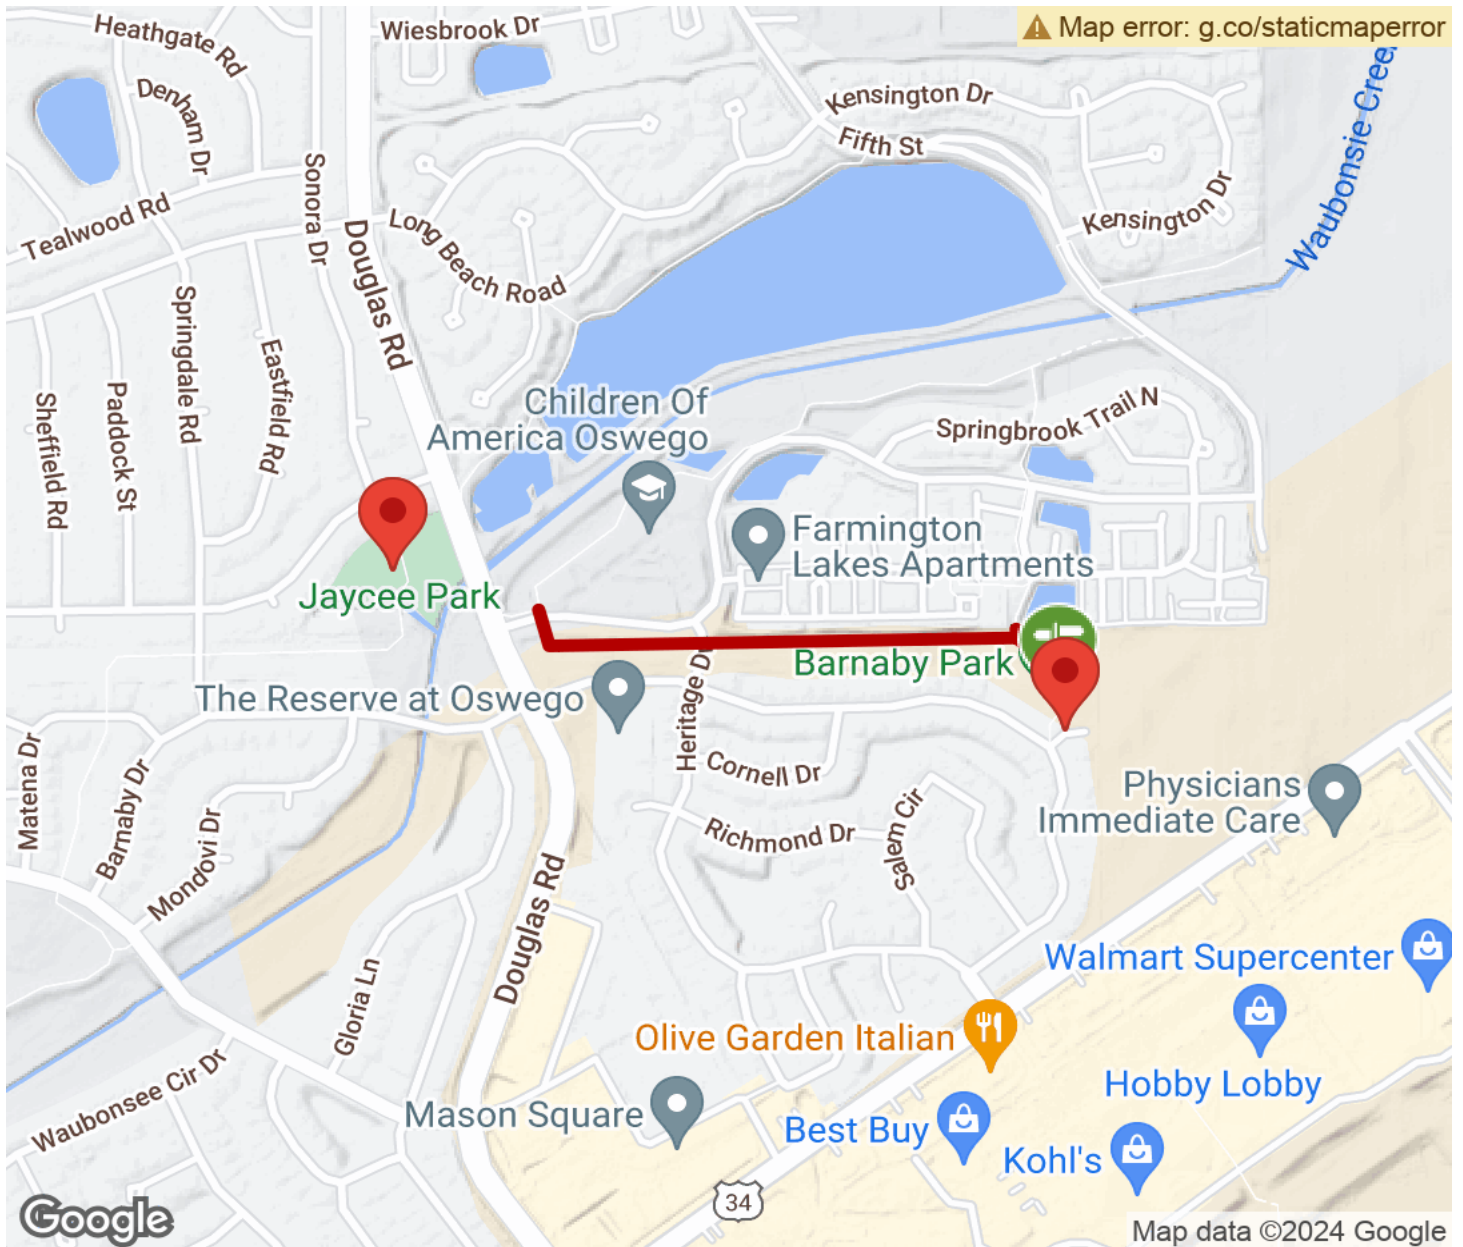 Heathgate Rd
Wiesbrook Dr
Map error: g.co/staticmaperror
Denham Dr
Kensington Dr
Fifth St
Waubonsie Creek
Sonora Dr
Tealwood Rd
Long Beach Road
Kensington Dr
Douglas Rd
Springdale Rd
Eastfield Rd
Paddock St
Sheffield Rd
Children Of
America Oswego
Springbrook Trail N
Farmington
Lakes Apartments
Jaycee Park
Barnaby Park
The Reserve at Oswego
Heritage Dr
Matena Dr
Barnaby Dr
Mondovi Dr
Cornell Dr
Richmond Dr
Salem Cir
Physicians
Immediate Care
Douglas Rd
Gloria Ln
Walmart Supercenter
Olive Garden Italian
Hobby Lobby
Waubonsee Cir Dr
Mason Square
Best Buy
Kohl's
34
Google
Map data ©2024 Google